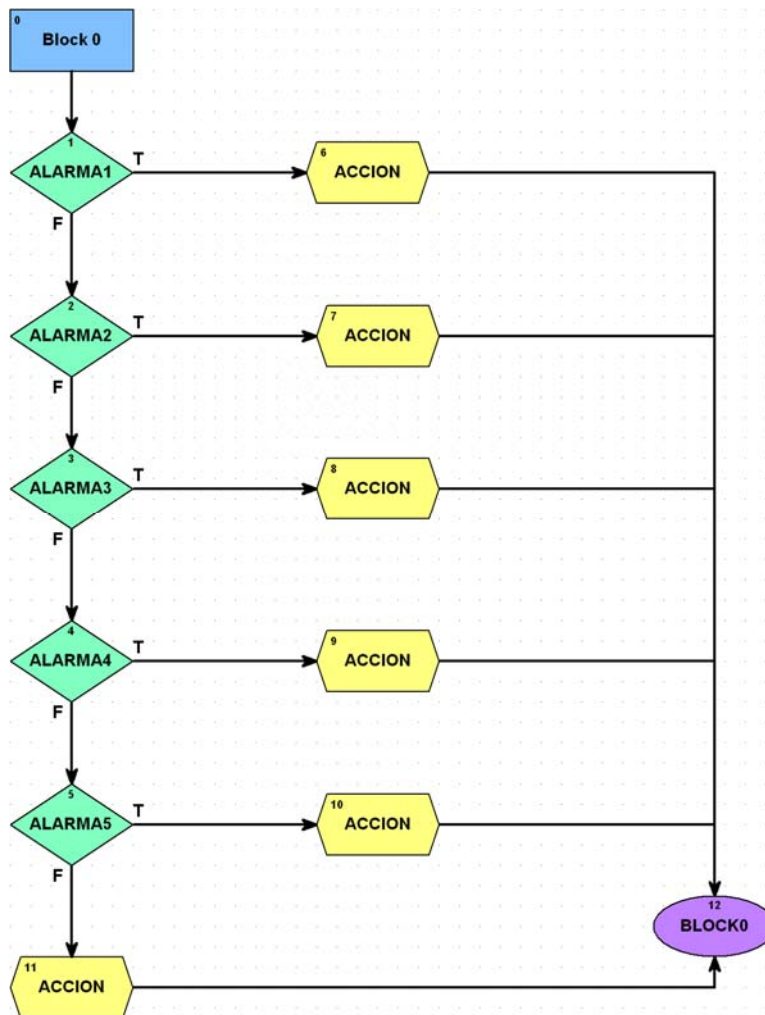 0
Block 0
1
ALARMA1
T
6
ACCION
F
2
ALARMA2
T
7
ACCION
F
3
ALARMA3
T
8
ACCION
F
4
ALARMA4
T
9
ACCION
F
5
ALARMA5
T
10
ACCION
F
12
BLOCK0
11
ACCION